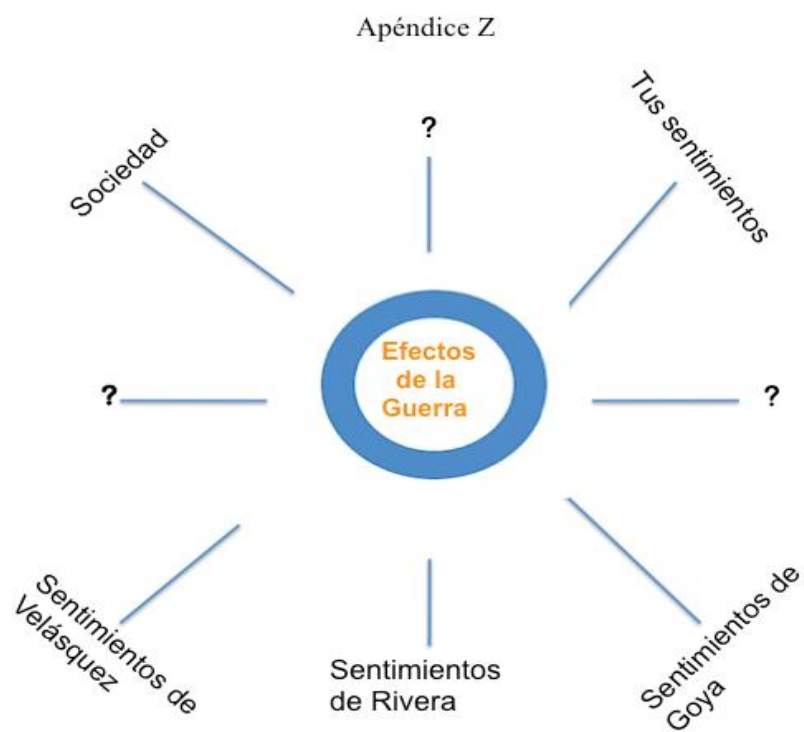 Apéndice Z
?
Sociedad
Tus sentimientos
Efectos
de la
Guerra
?
?
Sentimientos de
Velásquez
Sentimientos
de Rivera
Sentimientos de
Goya